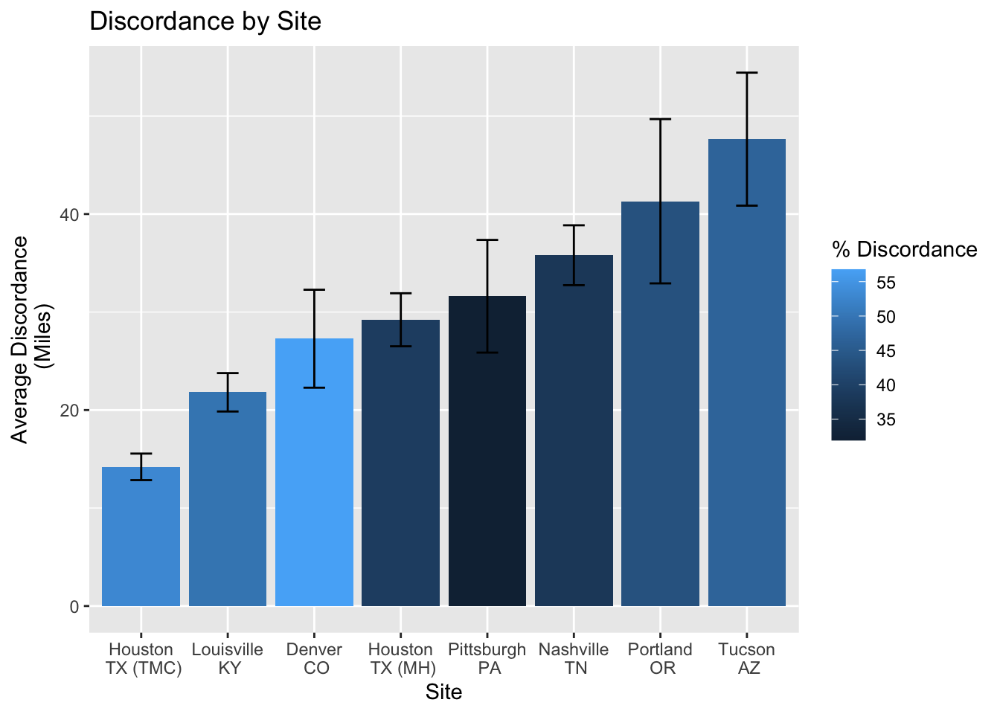 Discordance by Site
Average Discordance
(Miles)
40
20
0
Houston
TX (TMC)
Louisville
KY
Denver
CO
Houston
TX (MH)
Pittsburgh
PA
Nashville
TN
Portland
OR
Tucson
AZ
Site
% Discordance
55
50
45
40
35